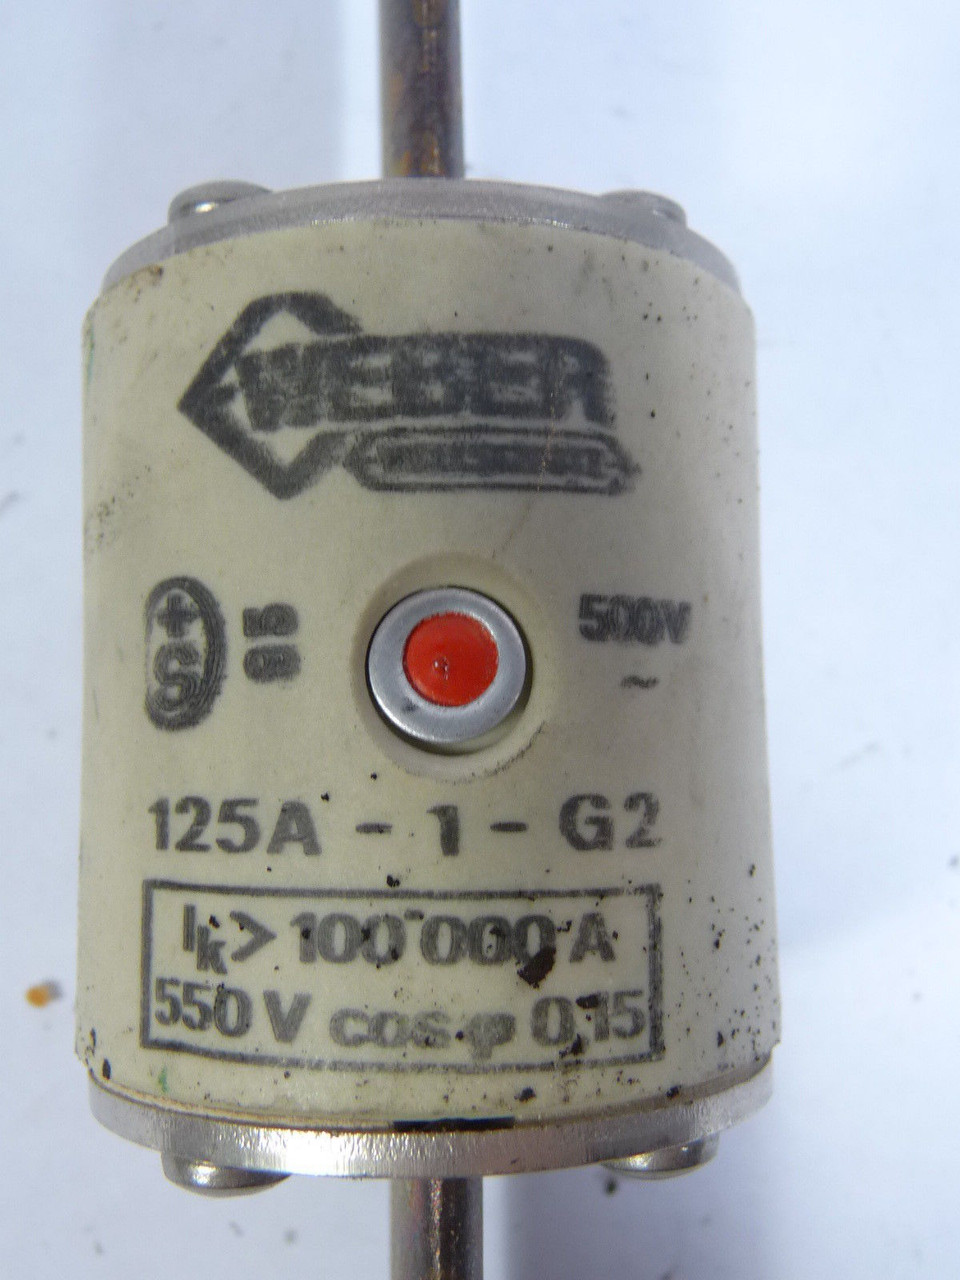 WEBER
+
S
95
500V
~
125A - 1 - G2
Ik > 100'000 A
550 V cos φ 0,15